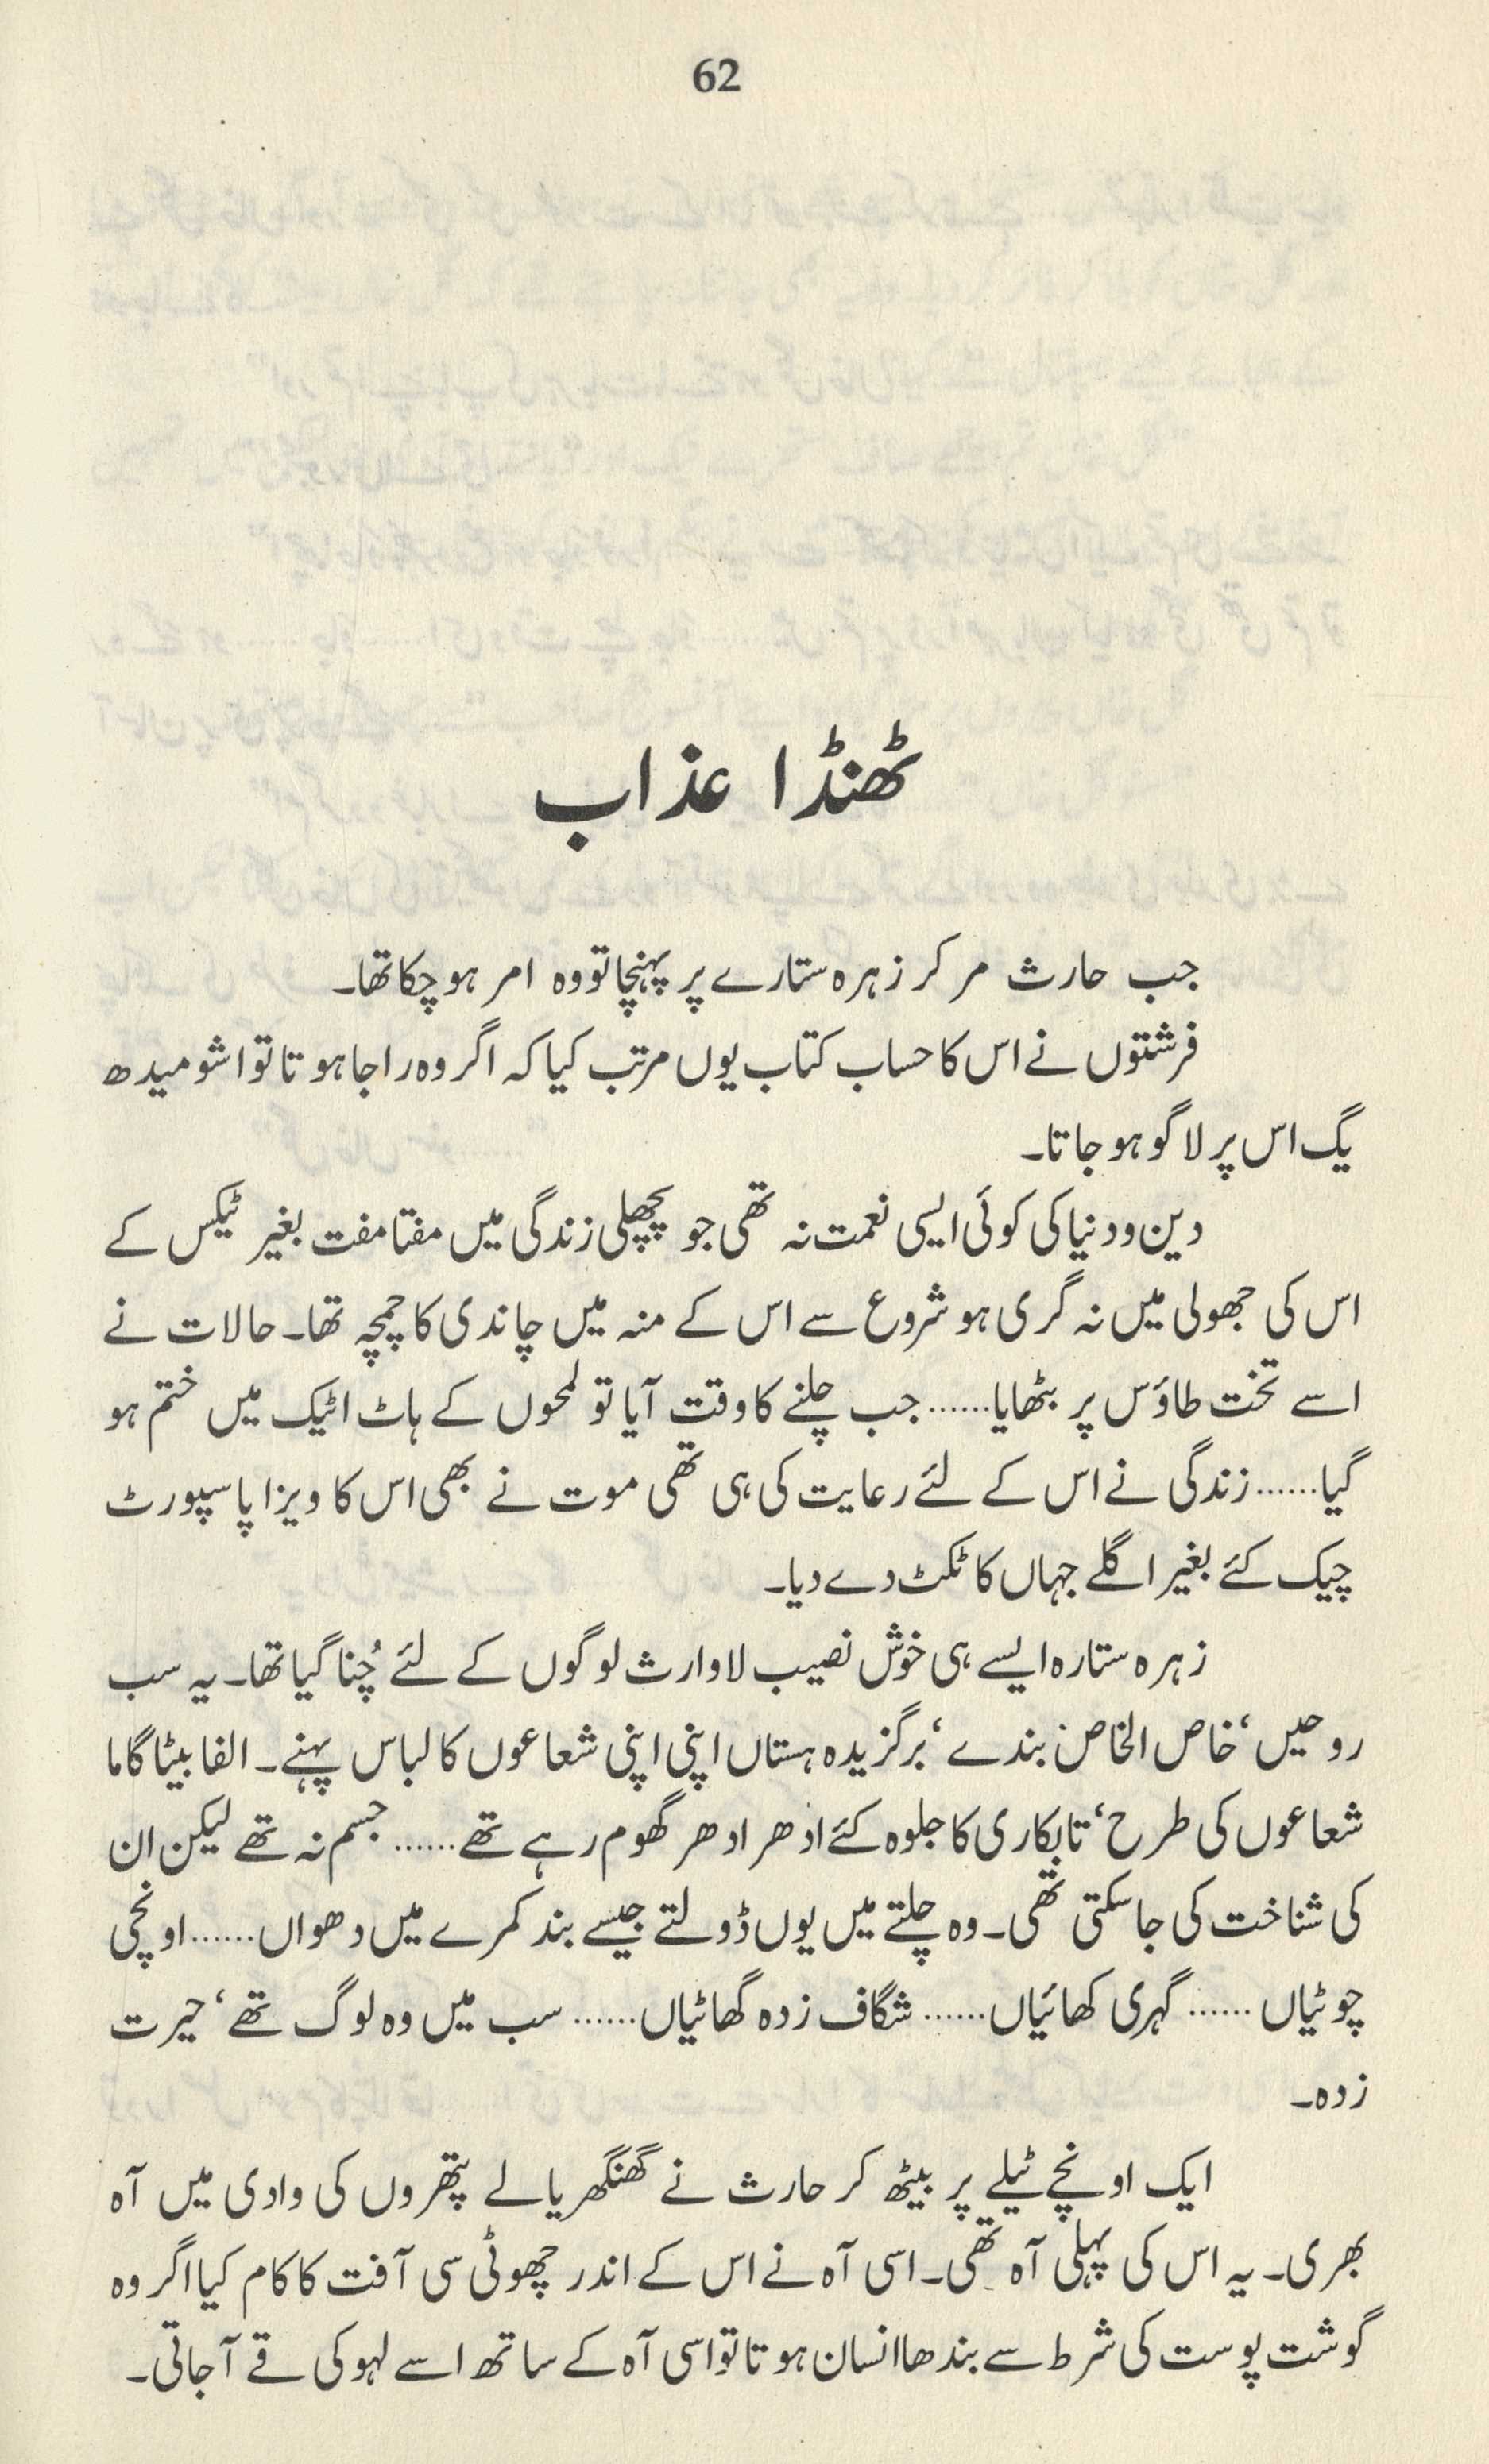 62
ٹھنڈا عذاب
جب حارث مر کر زہرہ ستارے پر پہنچا تو وہ امر ہو چکا تھا۔
فرشتوں نے اس کا حساب کتاب یوں مرتب کیا کہ اگر وہ راجا ہوتا تو اشو میدھ
یگ اس پر لاگو ہو جاتا۔
دین و دنیا کی کوئی ایسی نعمت نہ تھی جو پچھلی زندگی میں مفتا مفت بغیر ٹیکس کے
اس کی جھولی میں نہ گری ہو شروع سے اس کے منہ میں چاندی کا چمچہ تھا۔ حالات نے
اسے تخت طاؤس پر بٹھایا...... جب چلنے کا وقت آیا تو لمحوں کے ہاٹ اٹیک میں ختم ہو
گیا...... زندگی نے اس کے لئے رعایت کی ہی تھی موت نے بھی اس کا ویزا پاسپورٹ
چیک کئے بغیر اگلے جہاں کا ٹکٹ دے دیا۔
زہرہ ستارہ ایسے ہی خوش نصیب لاوارث لوگوں کے لئے چُنا گیا تھا۔ یہ سب
روحیں، خاص الخاص بندے، برگزیدہ ہستاں اپنی اپنی شعاعوں کا لباس پہنے۔ الفا بیٹا گاما
شعاعوں کی طرح، تابکاری کا جلوہ کئے ادھر ادھر گھوم رہے تھے...... جسم نہ تھے لیکن ان
کی شناخت کی جا سکتی تھی۔ وہ چلتے میں یوں ڈولتے جیسے بند کمرے میں دھواں...... اونچی
چوٹیاں ...... گہری کھائیاں...... شگاف زدہ گھاٹیاں...... سب میں وہ لوگ تھے، حیرت
زدہ۔
ایک اونچے ٹیلے پر بیٹھ کر حارث نے گھنگھریالے پتھروں کی وادی میں آہ
بھری۔ یہ اس کی پہلی آہ تھی۔ اسی آہ نے اس کے اندر چھوٹی سی آفت کا کام کیا اگر وہ
گوشت پوست کی شرط سے بندھا انسان ہوتا تو اسی آہ کے ساتھ اسے لہو کی قے آجاتی۔